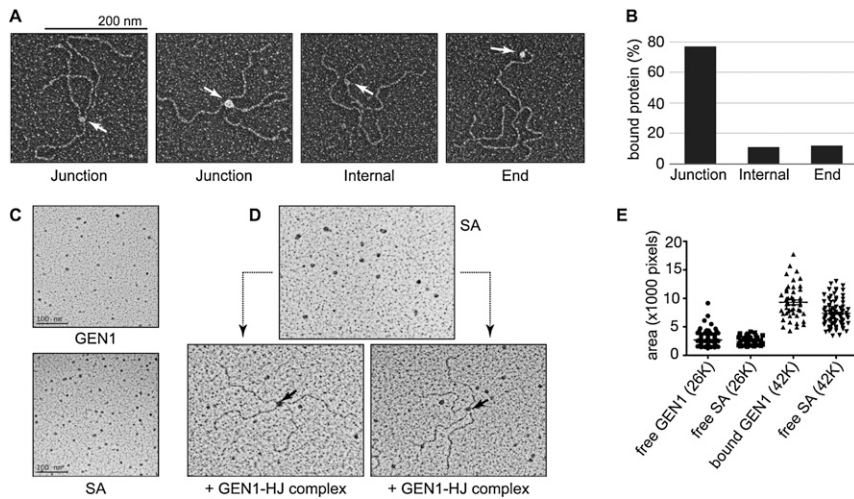 A
200 nm
Junction
Junction
Internal
End
B
bound protein (%)
80
60
40
20
0
Junction
Internal
End
C
100 nm
GEN1
100 nm
SA
D
SA
+ GEN1-HJ complex
+ GEN1-HJ complex
E
area (x1000 pixels)
20
15
10
5
0
free GEN1 (26K)
free SA (26K)
bound GEN1 (42K)
free SA (42K)